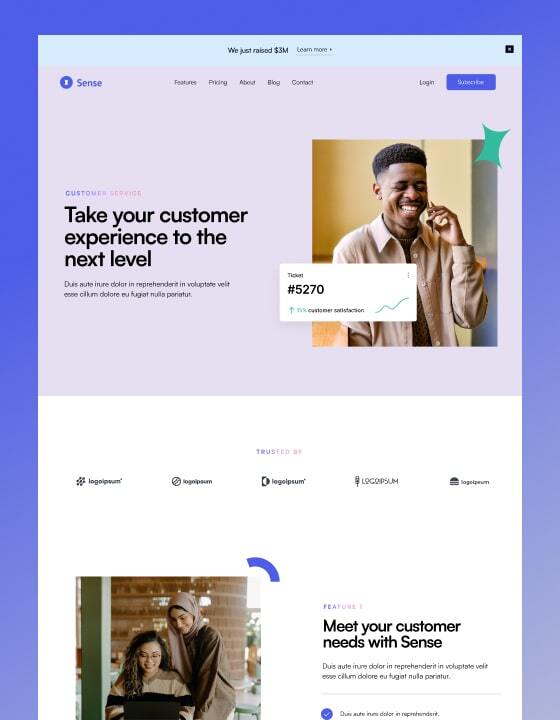 We just raised $3M Learn more
Sense
Features Pricing About Blog Contact
Login Subscribe
CUSTOMER SERVICE
Take your customer
experience to the
next level
Duis aute irure dolor in reprehenderit in voluptate velit
esse cillum dolore eu fugiat nulla pariatur.
Ticket
#5270
15% customer satisfaction
TRUSTED BY
logoipsum logoipsum logoipsum LOGOIPSUM logoipsum
FEATURE 1
Meet your customer
needs with Sense
Duis aute irure dolor in reprehenderit in voluptate velit
esse cillum dolore eu fugiat nulla pariatur.
Duis aute irure dolor in reprehenderit.